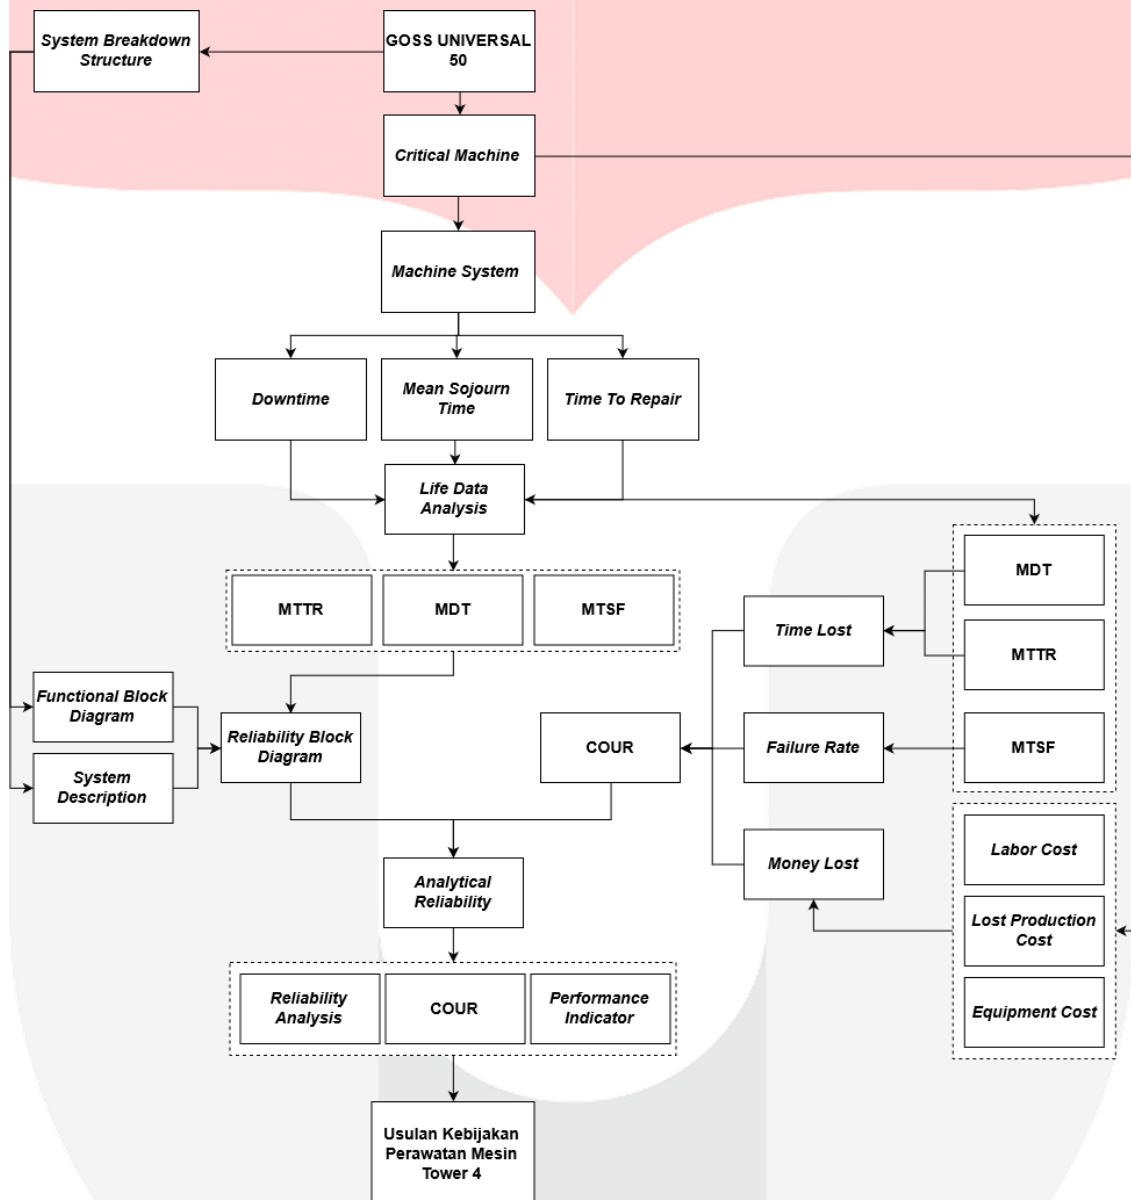 System Breakdown
Structure
GOSS UNIVERSAL
50
Critical Machine
Machine System
Downtime
Mean Sojourn
Time
Time To Repair
Life Data
Analysis
MTTR
MDT
MTSF
MDT
MTTR
MTSF
Time Lost
Failure Rate
Money Lost
COUR
Functional Block
Diagram
System
Description
Reliability Block
Diagram
Labor Cost
Lost Production
Cost
Equipment Cost
Analytical
Reliability
Reliability
Analysis
COUR
Performance
Indicator
Usulan Kebijakan
Perawatan Mesin
Tower 4